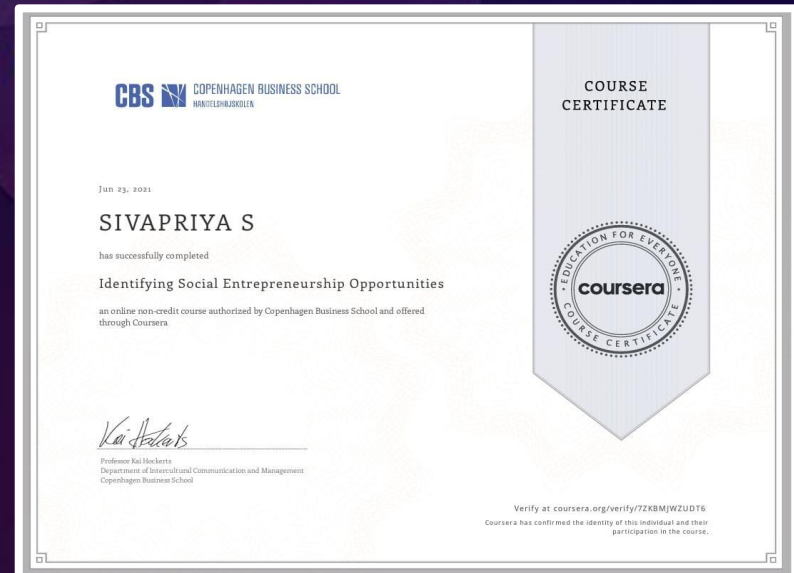 CBS COPENHAGEN BUSINESS SCHOOL
HANDELSHØJSKOLEN
COURSE
CERTIFICATE
Jun 23, 2021
SIVAPRIYA S
has successfully completed
Identifying Social Entrepreneurship Opportunities
an online non-credit course authorized by Copenhagen Business School and offered
through Coursera
EDUCATION FOR EVERYONE
coursera
COURSE CERTIFICATE
Kai Hockerts
Professor Kai Hockerts
Department of Intercultural Communication and Management
Copenhagen Business School
Verify at coursera.org/verify/7ZKBMJWZUDT6
Coursera has confirmed the identity of this individual and their
participation in the course.